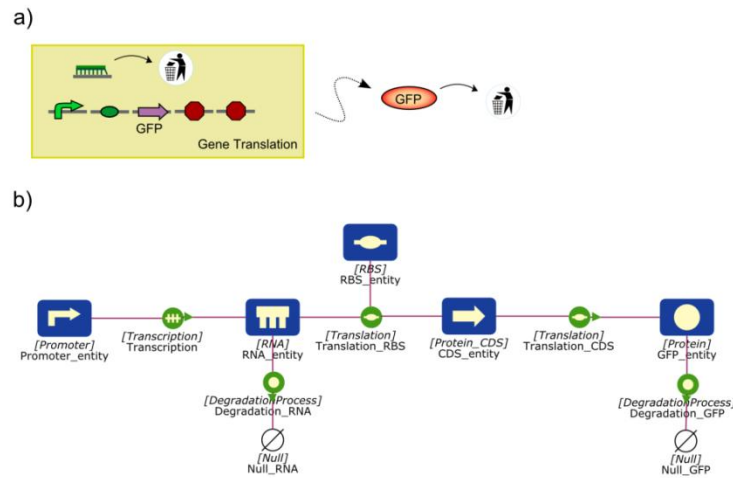 a)
GFP
GFP
Gene Translation
b)
[RBS]
RBS_entity
[Promoter]
Promoter_entity
[Transcription]
Transcription
[RNA]
RNA_entity
[Translation]
Translation_RBS
[Protein_CDS]
CDS_entity
[Translation]
Translation_CDS
[Protein]
GFP_entity
[DegradationProcess]
Degradation_RNA
[DegradationProcess]
Degradation_GFP
[Null]
Null_RNA
[Null]
Null_GFP